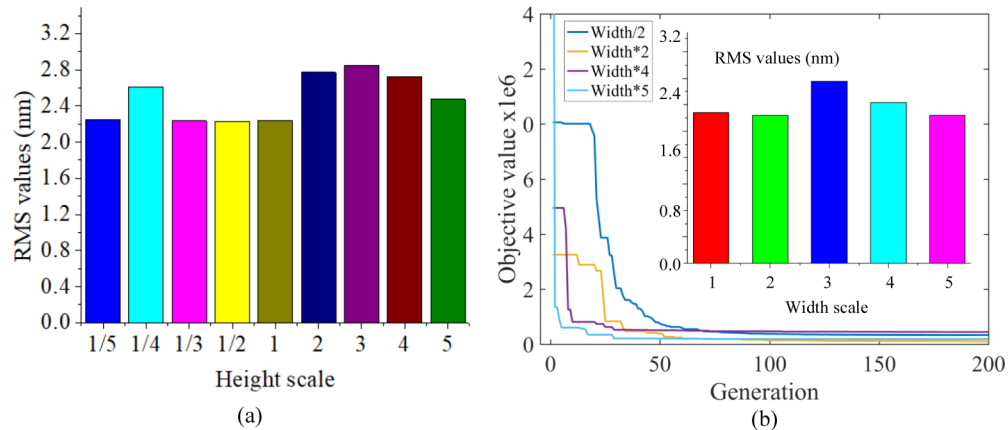 3.2
2.8
2.4
2.0
1.6
1.2
0.8
0.4
0.0
RMS values (nm)
1/5 1/4 1/3 1/2 1 2 3 4 5
Height scale
(a)
4
4
0
6
4
2
0
Objective value x1e6
Width/2
Width*2
Width*4
Width*5
RMS values (nm)
3.2
2.4
1.6
0.8
0.0
1 2 3 4 5
Width scale
0 50 100 150 200
Generation
(b)